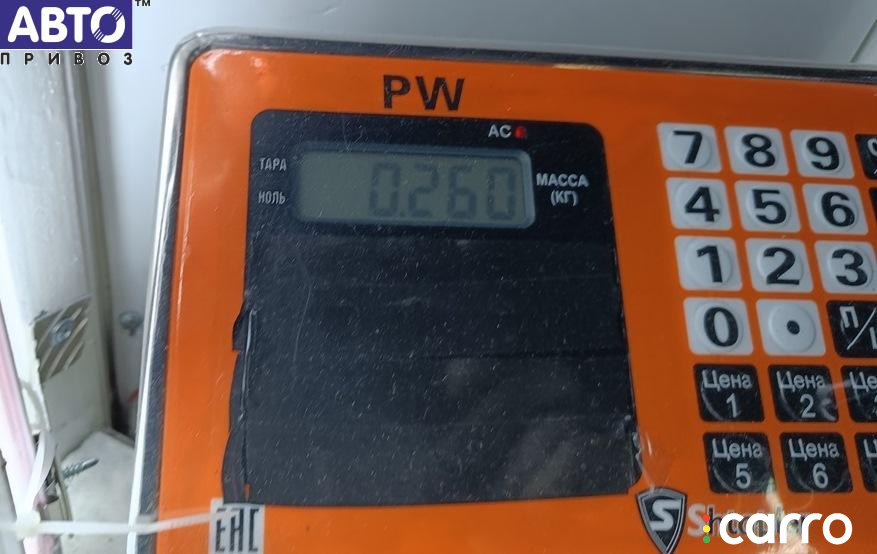 АВТО™
ПРИВОЗ
PW
AC
ТАРА
НОЛЬ
0.260
МАССА
(КГ)
7 8 9
4 5 6
1 2 3
0 •
Цена 1
Цена 2
Цена 5
Цена 6
EAC
S
carro